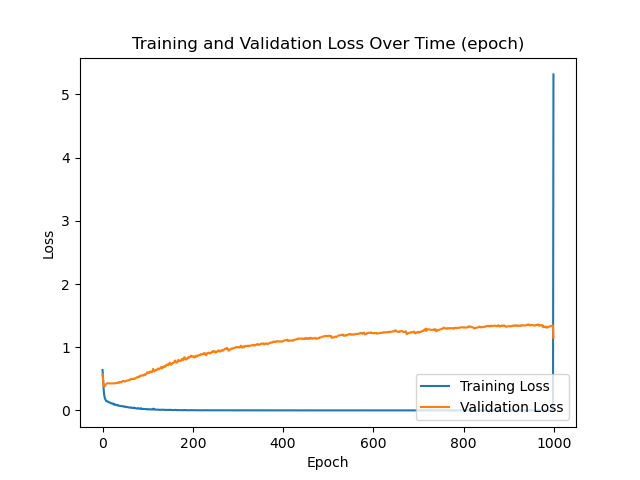 Training and Validation Loss Over Time (epoch)
5
4
3
2
1
0
Loss
Training Loss
Validation Loss
0 200 400 600 800 1000
Epoch